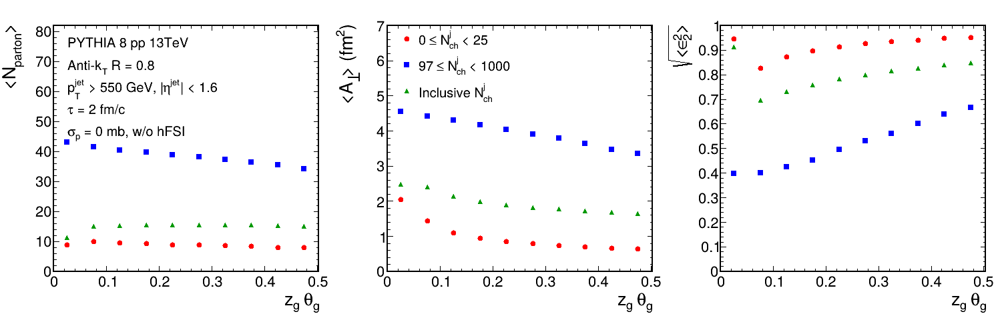 ⟨N_parton⟩
80
70
60
50
40
30
20
10
0
PYTHIA 8 pp 13TeV
Anti-k_T R = 0.8
p_T^jet > 550 GeV, |η^jet| < 1.6
τ = 2 fm/c
σ_p = 0 mb, w/o hFSI
0 0.1 0.2 0.3 0.4 0.5
z_g θ_g
⟨A_⊥⟩ (fm²)
7
6
5
4
3
2
1
0
0 ≤ N_ch^j < 25
97 ≤ N_ch^j < 1000
Inclusive N_ch^j
0 0.1 0.2 0.3 0.4 0.5
z_g θ_g
√⟨ε_2^2⟩
1
0.9
0.8
0.7
0.6
0.5
0.4
0.3
0.2
0.1
0
0 0.1 0.2 0.3 0.4 0.5
z_g θ_g